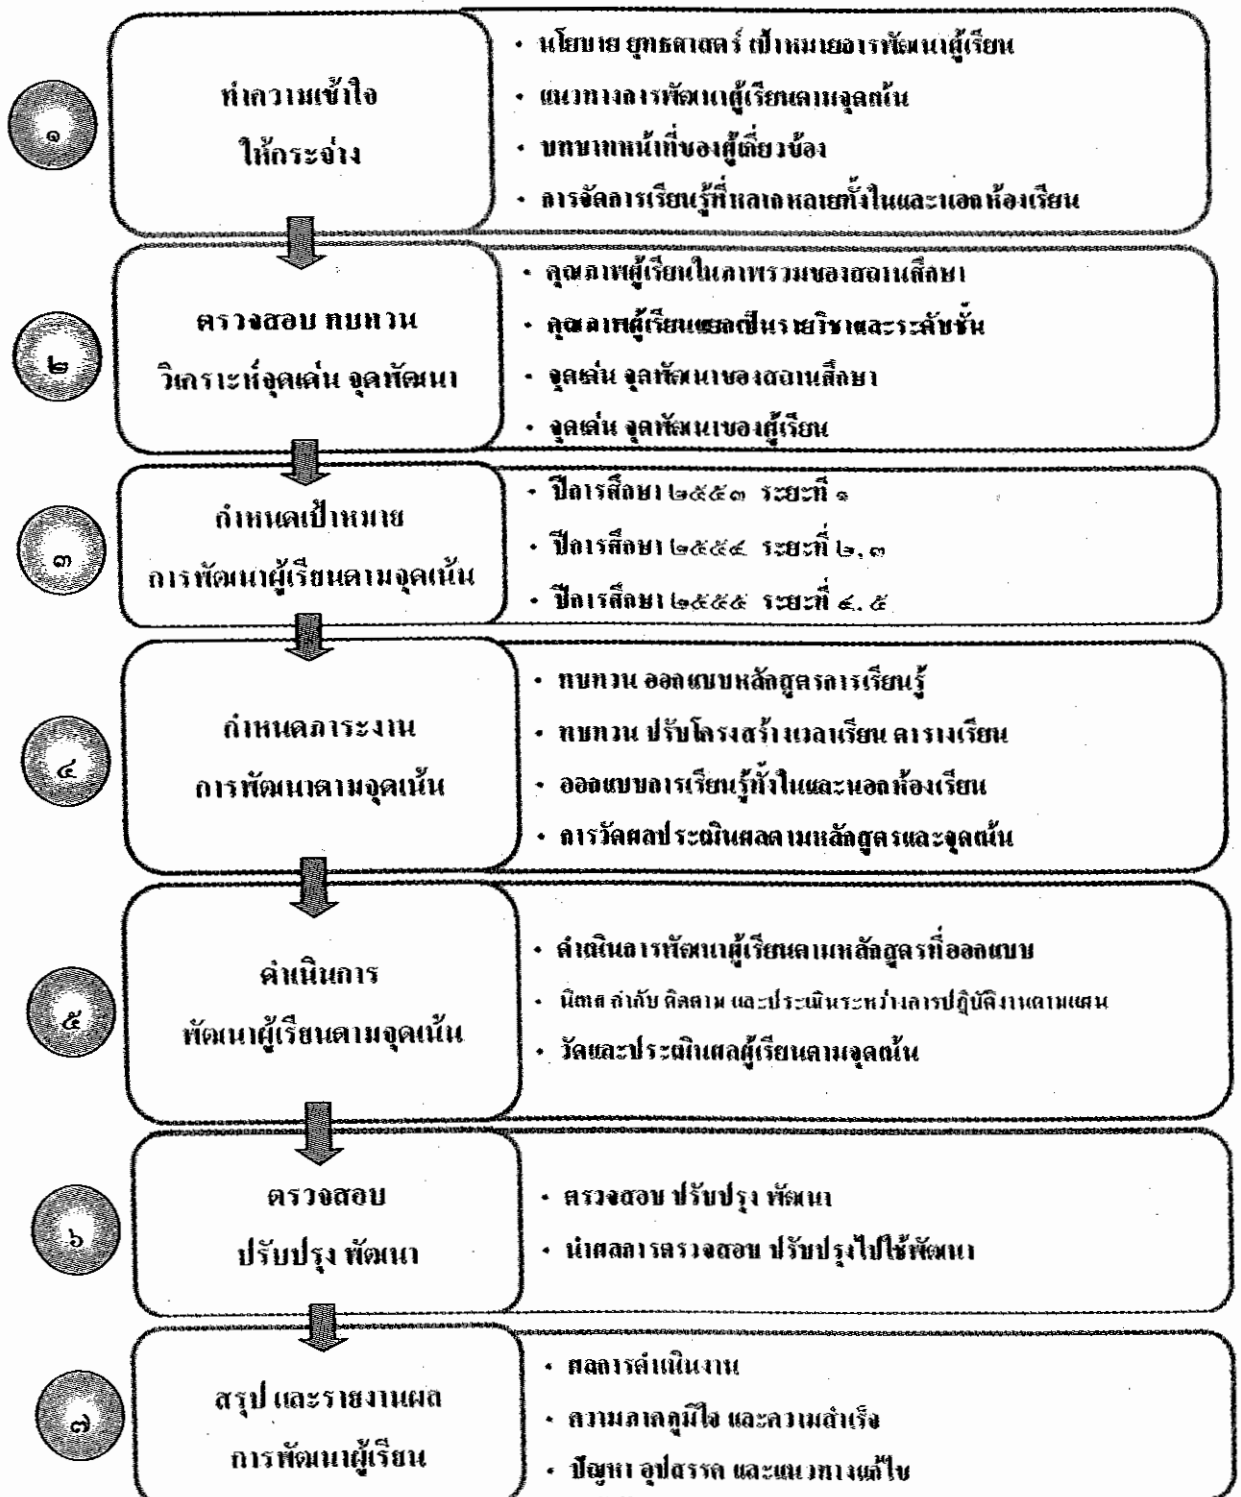 ๑
ทำความเข้าใจ
ให้กระจ่าง
• นโยบาย ยุทธศาสตร์ เป้าหมายการพัฒนาผู้เรียน
• แนวทางการพัฒนาผู้เรียนตามจุดเน้น
• บทบาทหน้าที่ของผู้เกี่ยวข้อง
• การจัดการเรียนรู้ที่หลากหลายทั้งในและนอกห้องเรียน
๒
ตรวจสอบ ทบทวน
วิเคราะห์จุดเด่น จุดพัฒนา
• คุณภาพผู้เรียนในภาพรวมของสถานศึกษา
• คุณภาพผู้เรียนแยกเป็นรายวิชาและระดับชั้น
• จุดเด่น จุดพัฒนาของสถานศึกษา
• จุดเด่น จุดพัฒนาของผู้เรียน
๓
กำหนดเป้าหมาย
การพัฒนาผู้เรียนตามจุดเน้น
• ปีการศึกษา ๒๕๕๓ ระยะที่ ๑
• ปีการศึกษา ๒๕๕๔ ระยะที่ ๒, ๓
• ปีการศึกษา ๒๕๕๕ ระยะที่ ๔, ๕
๔
กำหนดภาระงาน
การพัฒนาตามจุดเน้น
• ทบทวน ออกแบบหลักสูตรการเรียนรู้
• ทบทวน ปรับโครงสร้างเวลาเรียน ตารางเรียน
• ออกแบบการเรียนรู้ทั้งในและนอกห้องเรียน
• การวัดผลประเมินผลตามหลักสูตรและจุดเน้น
๕
ดำเนินการ
พัฒนาผู้เรียนตามจุดเน้น
• ดำเนินการพัฒนาผู้เรียนตามหลักสูตรที่ออกแบบ
• นิเทศ กำกับ ติดตาม และประเมินระหว่างการปฏิบัติงานตามแผน
• วัดและประเมินผลผู้เรียนตามจุดเน้น
๖
ตรวจสอบ
ปรับปรุง พัฒนา
• ตรวจสอบ ปรับปรุง พัฒนา
• นำผลการตรวจสอบ ปรับปรุงไปใช้พัฒนา
๗
สรุป และรายงานผล
การพัฒนาผู้เรียน
• ผลการดำเนินงาน
• ความภาคภูมิใจ และความสำเร็จ
• ปัญหา อุปสรรค และแนวทางแก้ไข